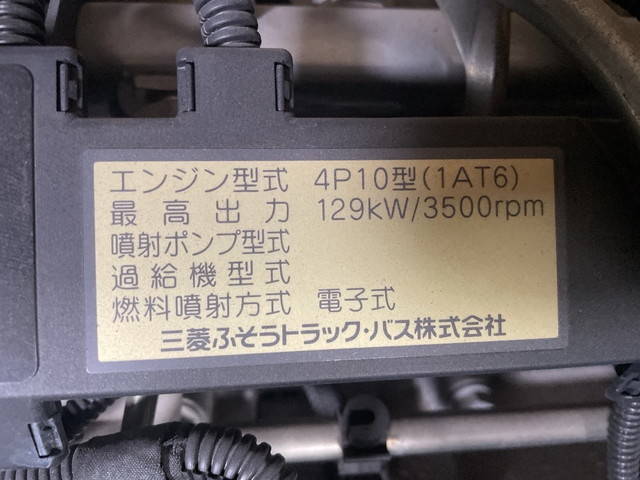 エンジン型式 4P10型(1AT6)
最高出力 129kW/3500rpm
噴射ポンプ型式
過給機型式
燃料噴射方式 電子式
三菱ふそうトラック・バス株式会社